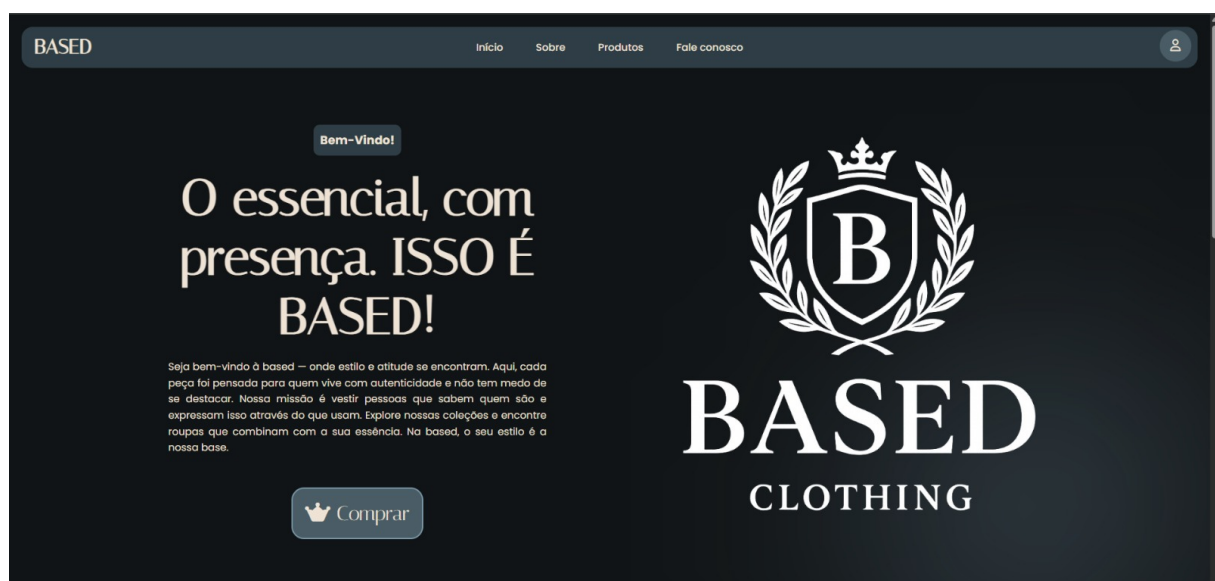 BASED
Início Sobre Produtos Fale conosco
Bem-Vindo!
O essencial, com
presença. ISSO É
BASED!
Seja bem-vindo à based — onde estilo e atitude se encontram. Aqui, cada
peça foi pensada para quem vive com autenticidade e não tem medo de
se destacar. Nossa missão é vestir pessoas que sabem quem são e
expressam isso através do que usam. Explore nossas coleções e encontre
roupas que combinam com a sua essência. Na based, o seu estilo é a
nossa base.
Comprar
B
BASED
CLOTHING